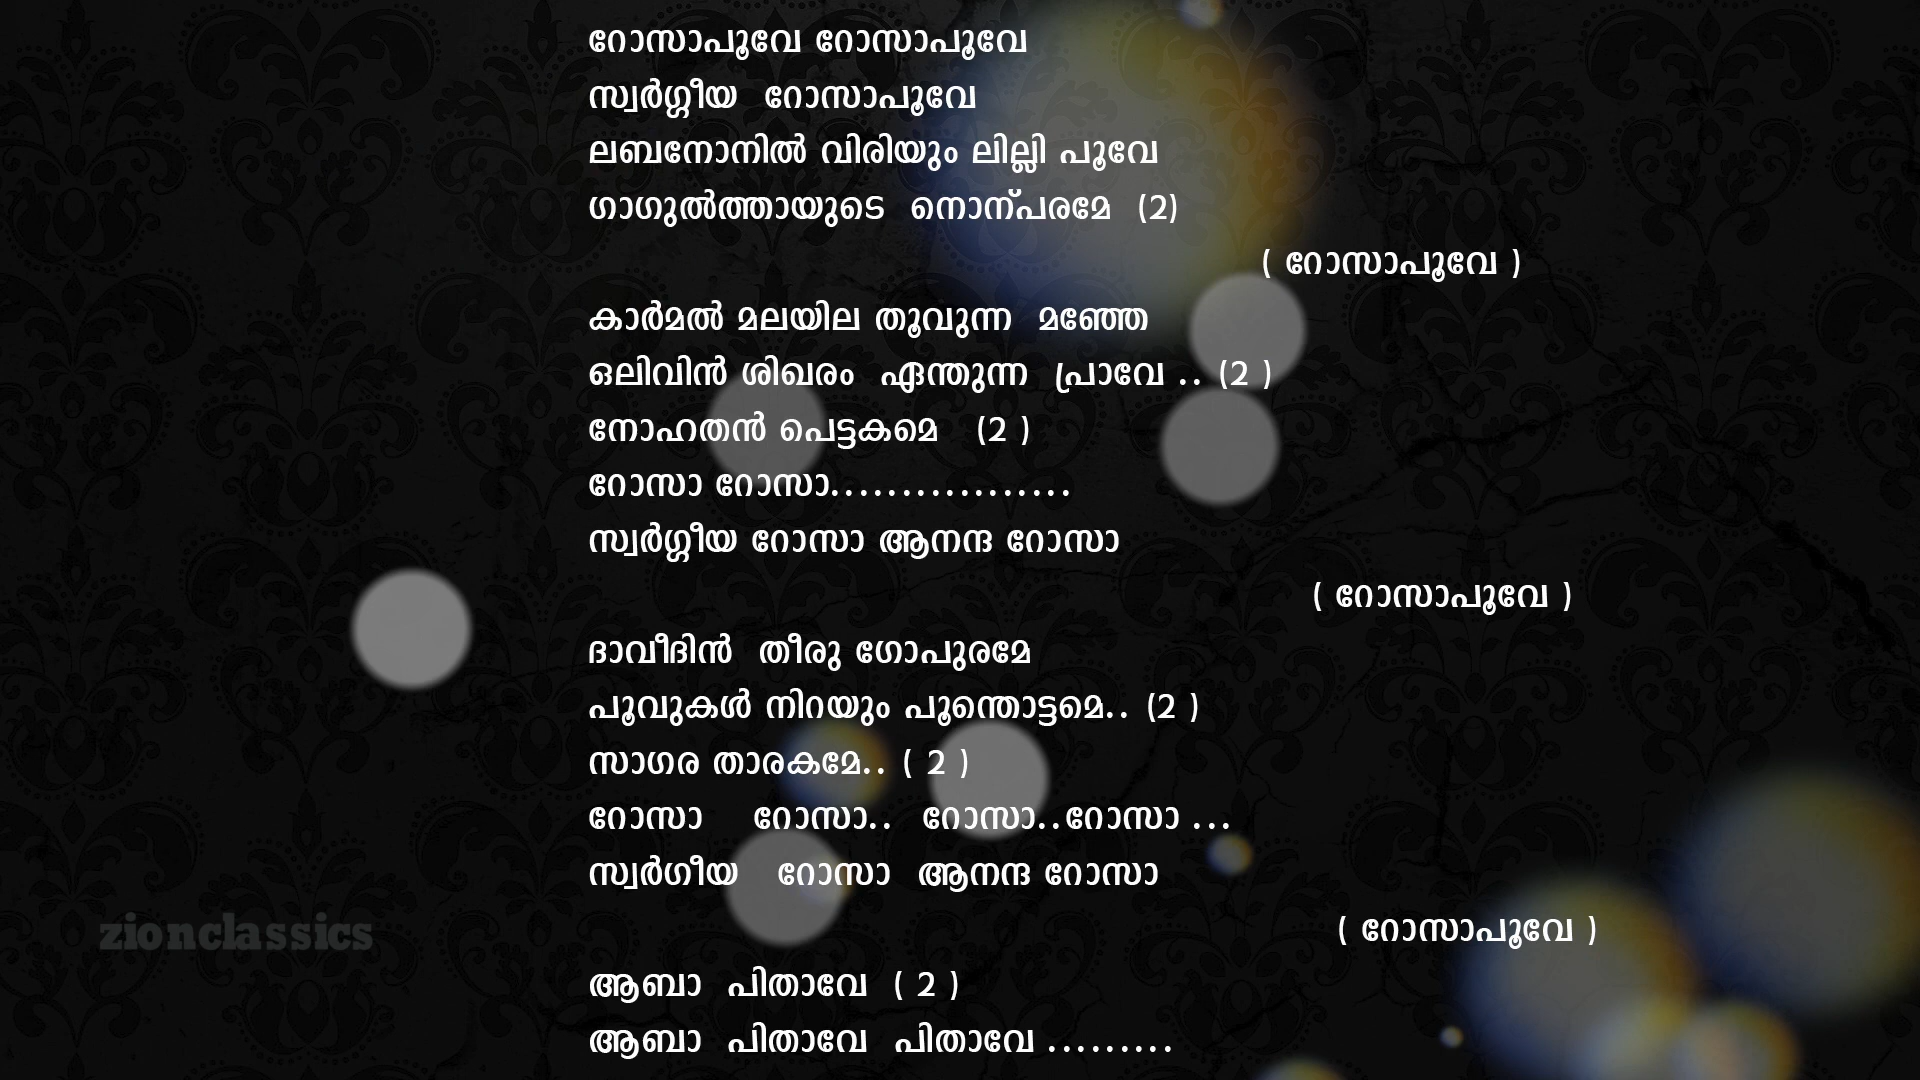 റോസാപൂവേ റോസാപൂവേ
സ്വർഗ്ഗീയ റോസാപൂവേ
ലബനോനിൽ വിരിയും ലില്ലി പൂവേ
ഗാഗുൽത്തായുടെ നൊന്പരമേ (2)
( റോസാപൂവേ )
കാർമൽ മലയില തൂവുന്ന മഞ്ഞേ
ഒലിവിൻ ശിഖരം ഏന്തുന്ന പ്രാവേ .. (2 )
നോഹതൻ പെട്ടകമെ (2 )
റോസാ റോസാ.................
സ്വർഗ്ഗീയ റോസാ ആനന്ദ റോസാ
( റോസാപൂവേ )
ദാവീദിൻ തീരു ഗോപുരമേ
പൂവുകൾ നിറയും പൂന്തൊട്ടമെ.. (2 )
സാഗര താരകമേ.. ( 2 )
റോസാ റോസാ.. റോസാ..റോസാ ...
സ്വർഗീയ റോസാ ആനന്ദ റോസാ
( റോസാപൂവേ )
zionclassics
ആബാ പിതാവേ ( 2 )
ആബാ പിതാവേ പിതാവേ .........